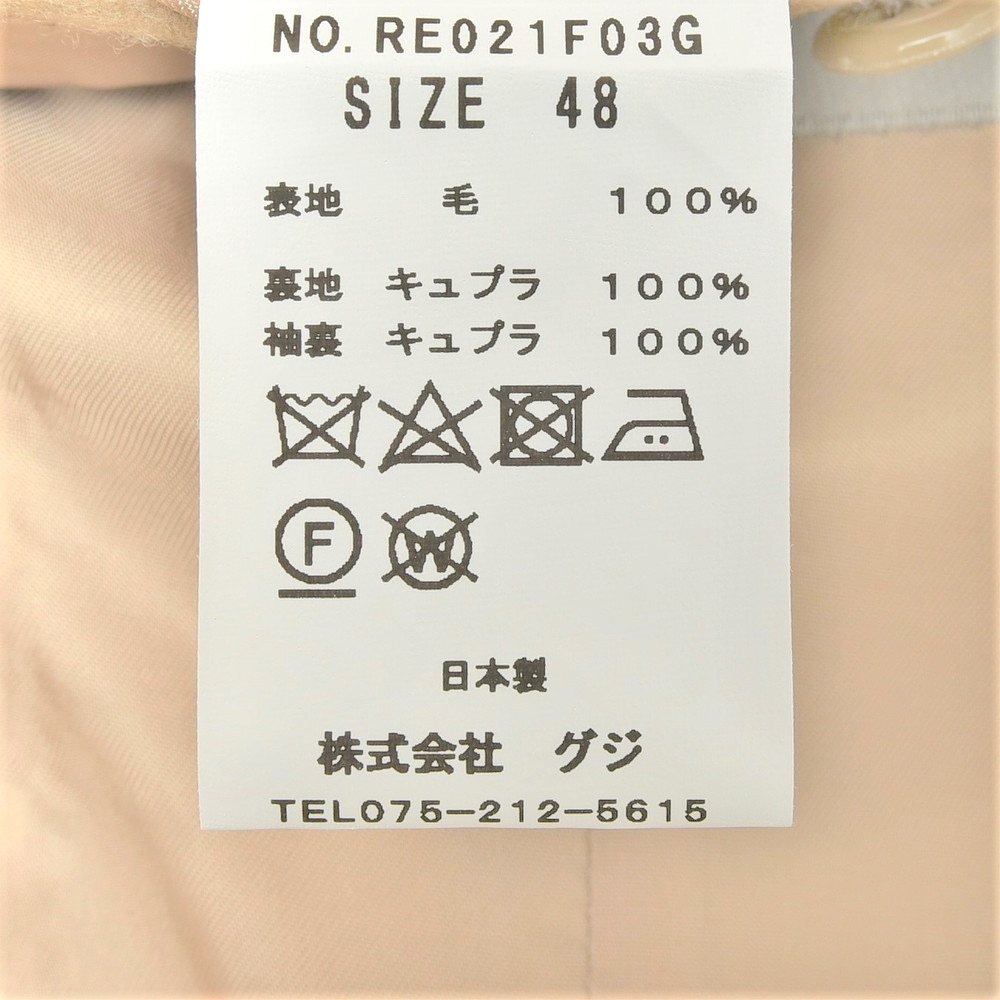 NO. RE021F03G
SIZE 48
表地 毛 100%
裏地 キュプラ 100%
袖裏 キュプラ 100%
F W
日本製
株式会社 グジ
TEL075-212-5615